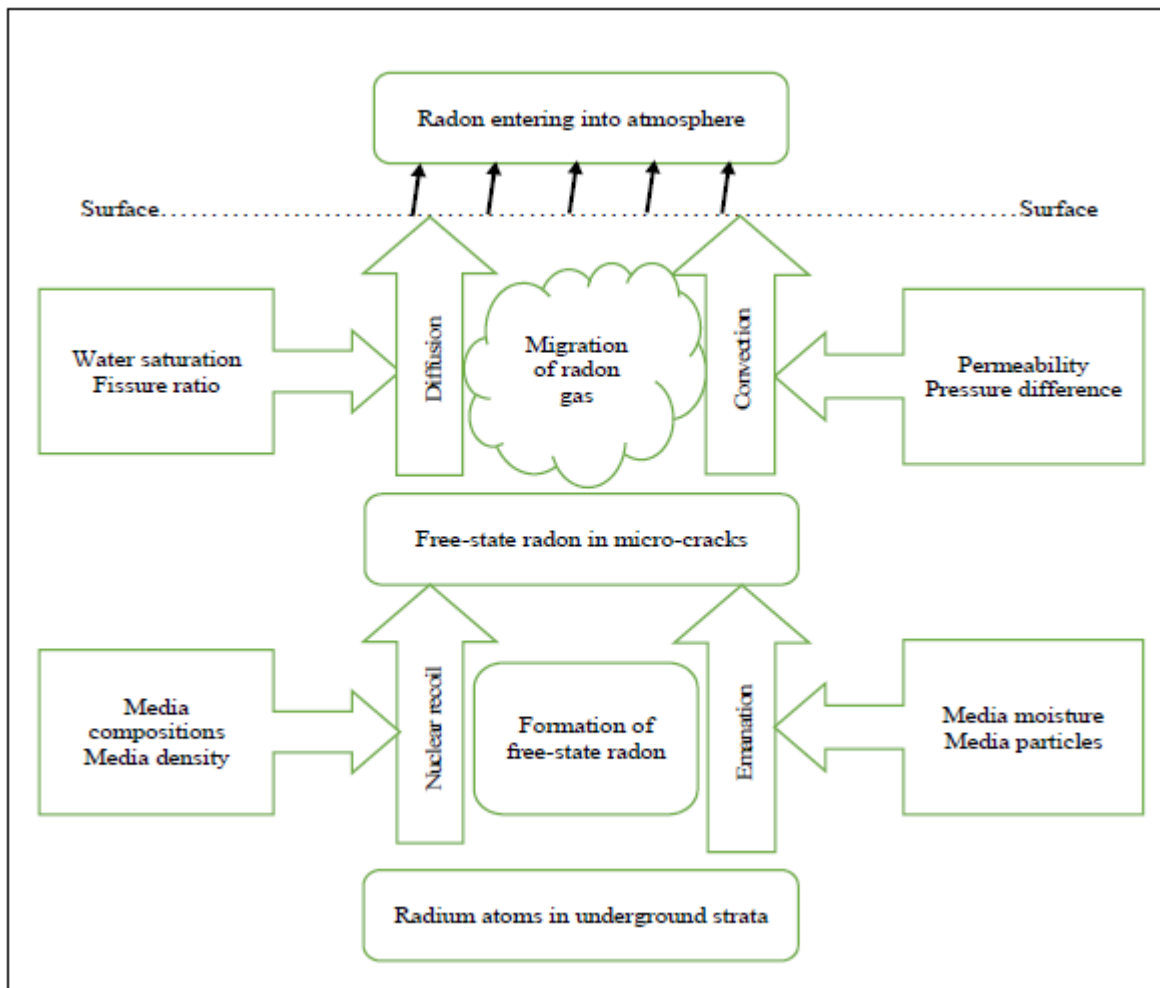 Radon entering into atmosphere
Surface.......................................................Surface
Water saturation
Fissure ratio
Diffusion
Migration
of radon
gas
Convection
Permeability
Pressure difference
Free-state radon in micro-cracks
Media
compositions
Media density
Nuclear recoil
Formation of
free-state radon
Emanation
Media moisture
Media particles
Radium atoms in underground strata